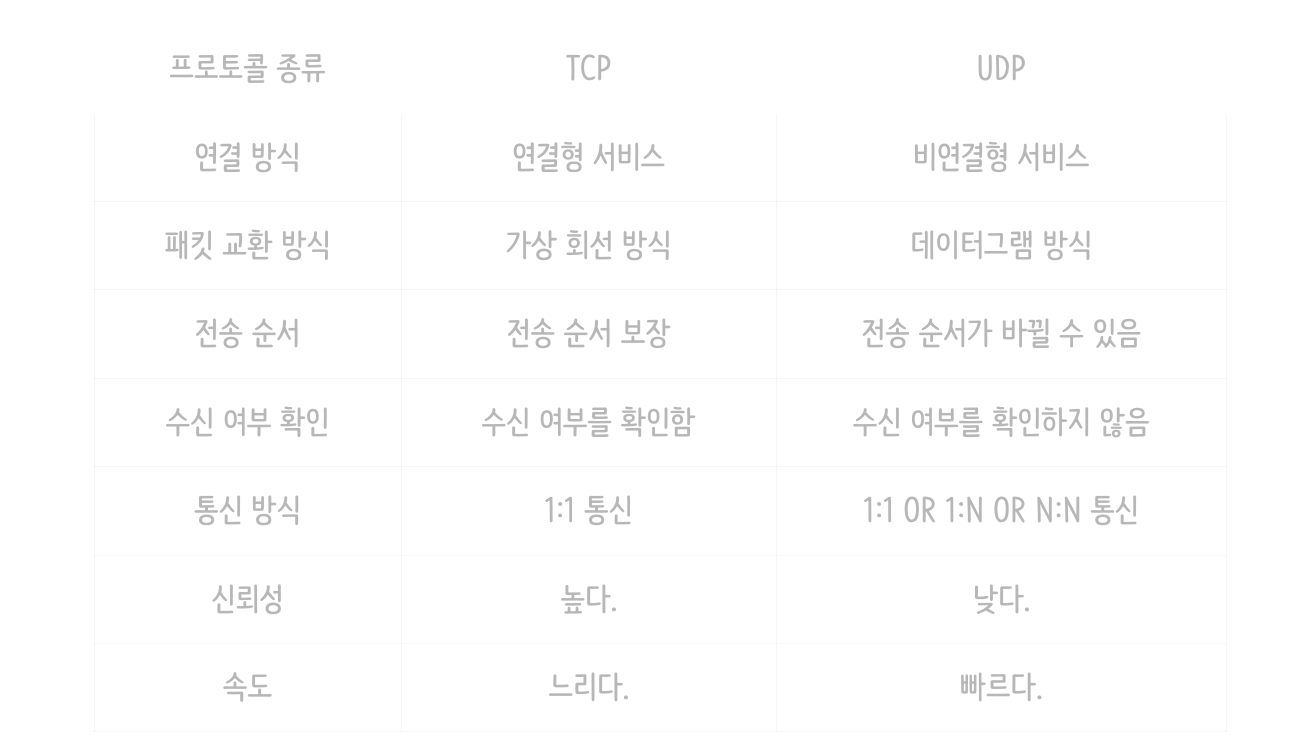 프로토콜 종류 TCP UDP
연결 방식 연결형 서비스 비연결형 서비스
패킷 교환 방식 가상 회선 방식 데이터그램 방식
전송 순서 전송 순서 보장 전송 순서가 바뀔 수 있음
수신 여부 확인 수신 여부를 확인함 수신 여부를 확인하지 않음
통신 방식 1:1 통신 1:1 OR 1:N OR N:N 통신
신뢰성 높다. 낮다.
속도 느리다. 빠르다.